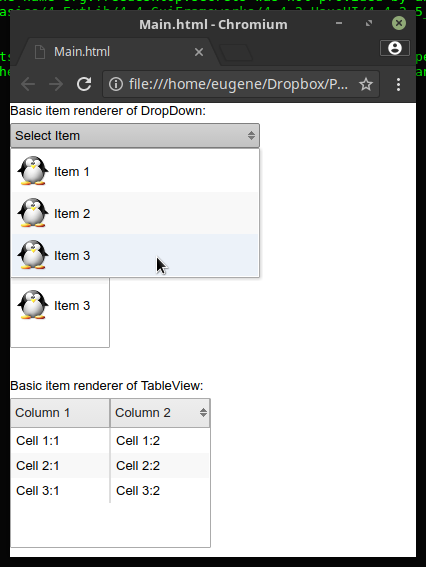 Main.html - Chromium
Main.html
file:///home/eugene/Dropbox/P...
Basic item renderer of DropDown:
Select Item
Item 1
Item 2
Item 3
Item 3
Basic item renderer of TableView:
Column 1 Column 2
Cell 1:1 Cell 1:2
Cell 2:1 Cell 2:2
Cell 3:1 Cell 3:2